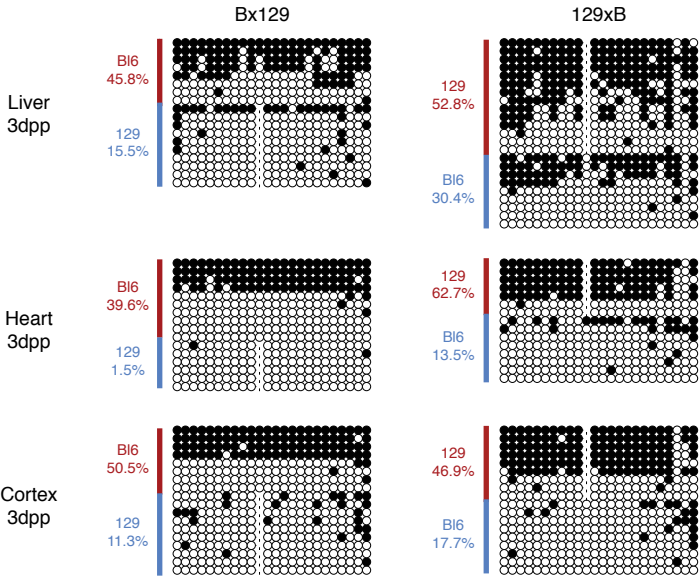 Bx129
129xB
Liver
3dpp
Bl6
45.8%
129
15.5%
129
52.8%
Bl6
30.4%
Heart
3dpp
Bl6
39.6%
129
1.5%
129
62.7%
Bl6
13.5%
Cortex
3dpp
Bl6
50.5%
129
11.3%
129
46.9%
Bl6
17.7%